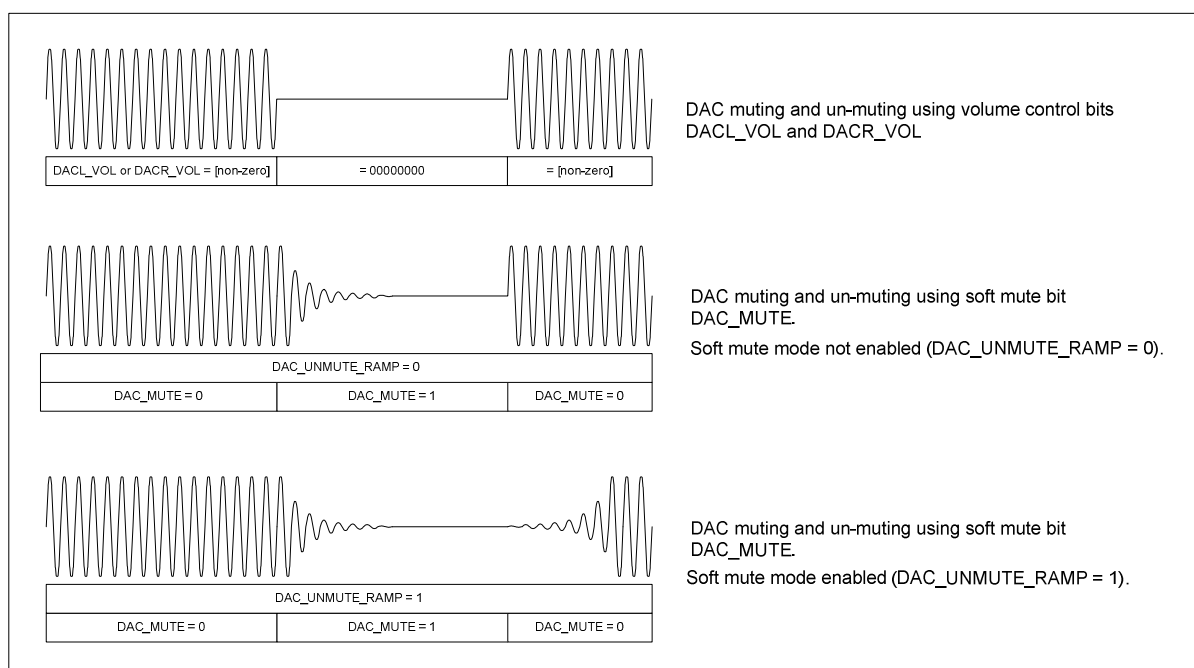 DAC muting and un-muting using volume control bits
DACL_VOL and DACR_VOL
DACL_VOL or DACR_VOL = [non-zero]
= 00000000
= [non-zero]
DAC muting and un-muting using soft mute bit
DAC_MUTE.
Soft mute mode not enabled (DAC_UNMUTE_RAMP = 0).
DAC_UNMUTE_RAMP = 0
DAC_MUTE = 0
DAC_MUTE = 1
DAC_MUTE = 0
DAC muting and un-muting using soft mute bit
DAC_MUTE.
Soft mute mode enabled (DAC_UNMUTE_RAMP = 1).
DAC_UNMUTE_RAMP = 1
DAC_MUTE = 0
DAC_MUTE = 1
DAC_MUTE = 0